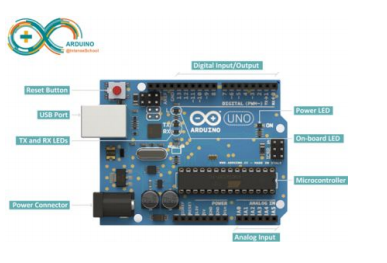 ARDUINO
Digital Input/Output
Reset Button
USB Port
TX and RX LEDs
Power Connector
Power LED
On-board LED
Microcontroller
Analog Input
DIGITAL (PWM~)
TX
RX
ARDUINO
UNO
ON
POWER
ANALOG IN